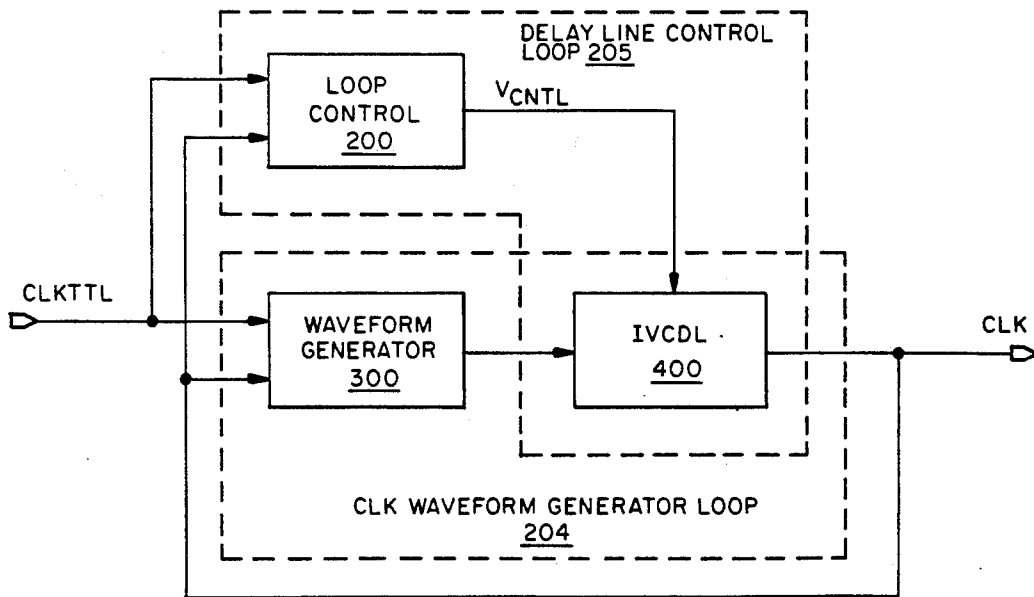 DELAY LINE CONTROL
LOOP 205
LOOP
CONTROL
200
VCNTL
CLKTTL
WAVEFORM
GENERATOR
300
IVCDL
400
CLK
CLK WAVEFORM GENERATOR LOOP
204